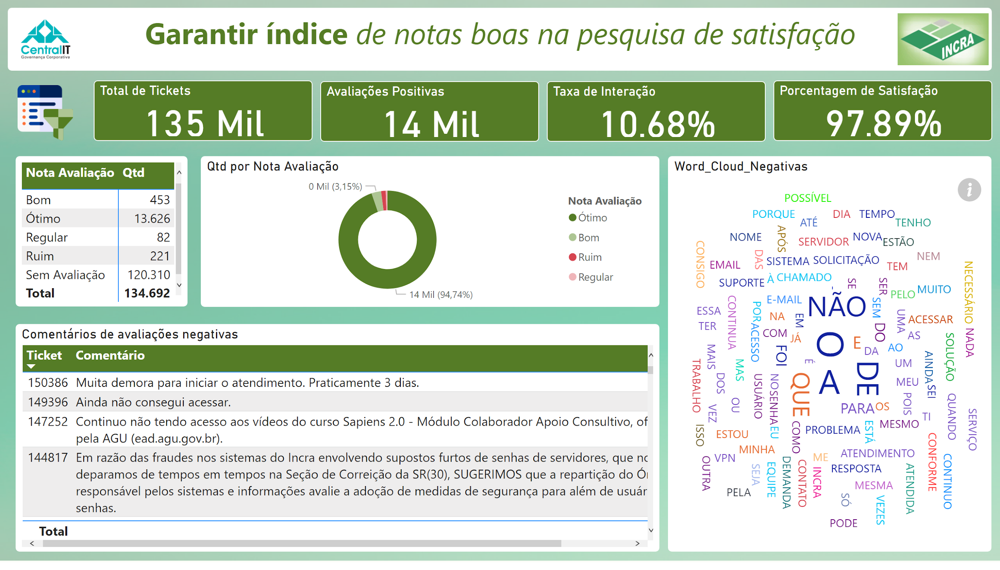 CentralIT
Governança Corporativa
Garantir índice de notas boas na pesquisa de satisfação
INCRA
Total de Tickets
135 Mil
Avaliações Positivas
14 Mil
Taxa de Interação
10.68%
Porcentagem de Satisfação
97.89%
Nota Avaliação Qtd
Bom 453
Ótimo 13.626
Regular 82
Ruim 221
Sem Avaliação 120.310
Total 134.692
Qtd por Nota Avaliação
0 Mil (3,15%)
14 Mil (94,74%)
Nota Avaliação
Ótimo
Bom
Ruim
Regular
Comentários de avaliações negativas
Ticket Comentário
150386 Muita demora para iniciar o atendimento. Praticamente 3 dias.
149396 Ainda não consegui acessar.
147252 Continuo não tendo acesso aos vídeos do curso Sapiens 2.0 - Módulo Colaborador Apoio Consultivo, of
pela AGU (ead.agu.gov.br).
144817 Em razão das fraudes nos sistemas do Incra envolvendo supostos furtos de senhas de servidores, que no
deparamos de tempos em tempos na Seção de Correição da SR(30), SUGERIMOS que a repartição do Ór
responsável pelos sistemas e informações avalie a adoção de medidas de segurança para além de usuár
senhas.
Total
Word_Cloud_Negativas
i
POSSÍVEL
PORQUE
ATÉ
DIA
TEMPO
TENHO
NOME
APÓS
SERVIDOR
NOVA
ESTÃO
CONSIGO
EMAIL
DAS
SISTEMA
SOLICITAÇÃO
TEM
NEM
NECESSÁRIO
SUPORTE
À
CHAMADO
-
SE
SER
PELO
MUITO
ESSA
CONTINUA
POR
E-MAIL
NÃO
SEM
UMA
ACESSAR
TER
NA
EM
DO
AS
NADA
ACESSO
COM
JÁ
O
E
DA
AO
SOLUÇÃO
MAIS
MAS
FOI
É
UM
AINDA
TRABALHO
DOS
USUÁRIO
NO
QUE
A
DE
MEU
SEI
OU
VEZ
SENHA
PARA
OS
POIS
TI
QUANDO
SERVIÇO
ISSO
ESTOU
EU
COMO
PROBLEMA
ESTÁ
MESMO
CONFORME
MINHA
VPN
ME
ATENDIMENTO
CONTINUO
OUTRA
SEJA
EQUIPE
DEMANDA
CONTATO
INCRA
RESPOSTA
ATENDIDA
PELA
MESMA
SÓ
VEZES
PODE